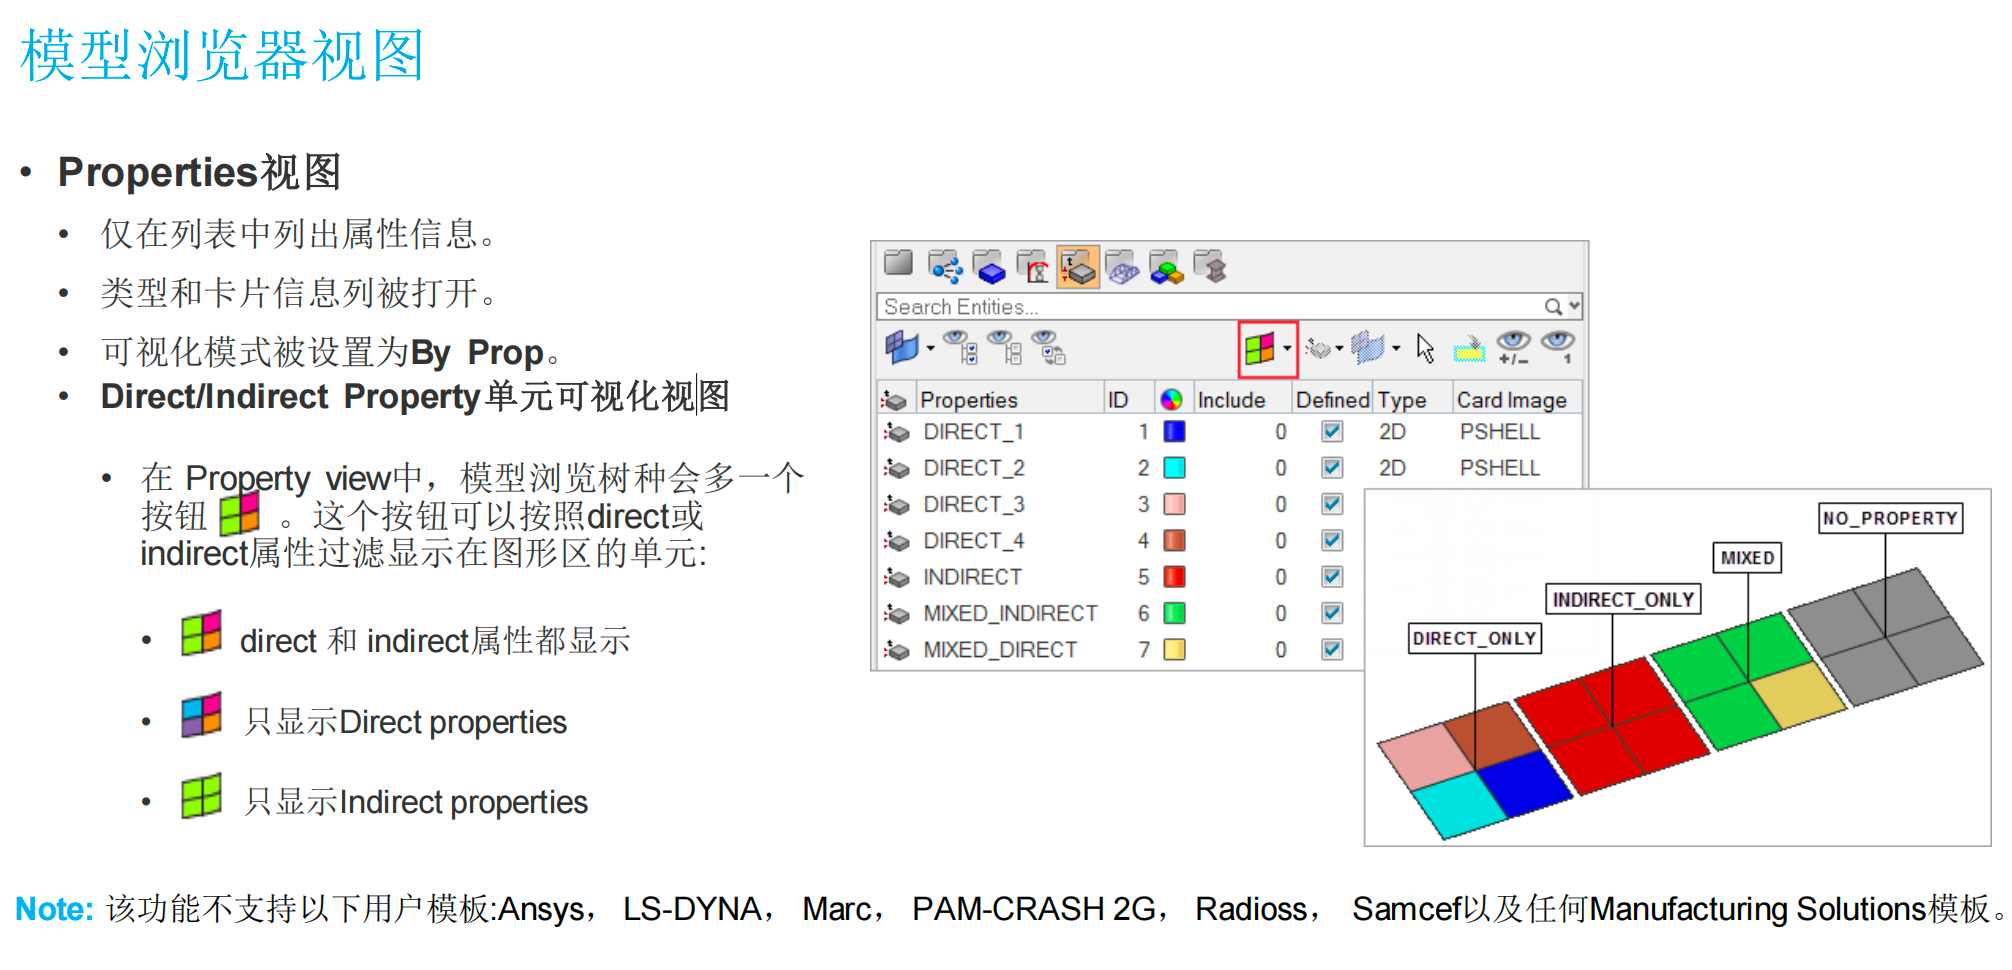 模型浏览器视图
• Properties视图
• 仅在列表中列出属性信息。
• 类型和卡片信息列被打开。
• 可视化模式被设置为By Prop。
• Direct/Indirect Property单元可视化视图
• 在 Property view中，模型浏览树种会多一个
按钮 。这个按钮可以按照direct或
indirect属性过滤显示在图形区的单元:
• direct 和 indirect属性都显示
• 只显示Direct properties
• 只显示Indirect properties
Search Entities...
+/− 1
Properties ID Include Defined Type Card Image
DIRECT_1 1 0 2D PSHELL
DIRECT_2 2 0 2D PSHELL
DIRECT_3 3 0
DIRECT_4 4 0
INDIRECT 5 0
MIXED_INDIRECT 6 0
MIXED_DIRECT 7 0
NO_PROPERTY
MIXED
INDIRECT_ONLY
DIRECT_ONLY
Note: 该功能不支持以下用户模板:Ansys， LS-DYNA， Marc， PAM-CRASH 2G， Radioss， Samcef以及任何Manufacturing Solutions模板。